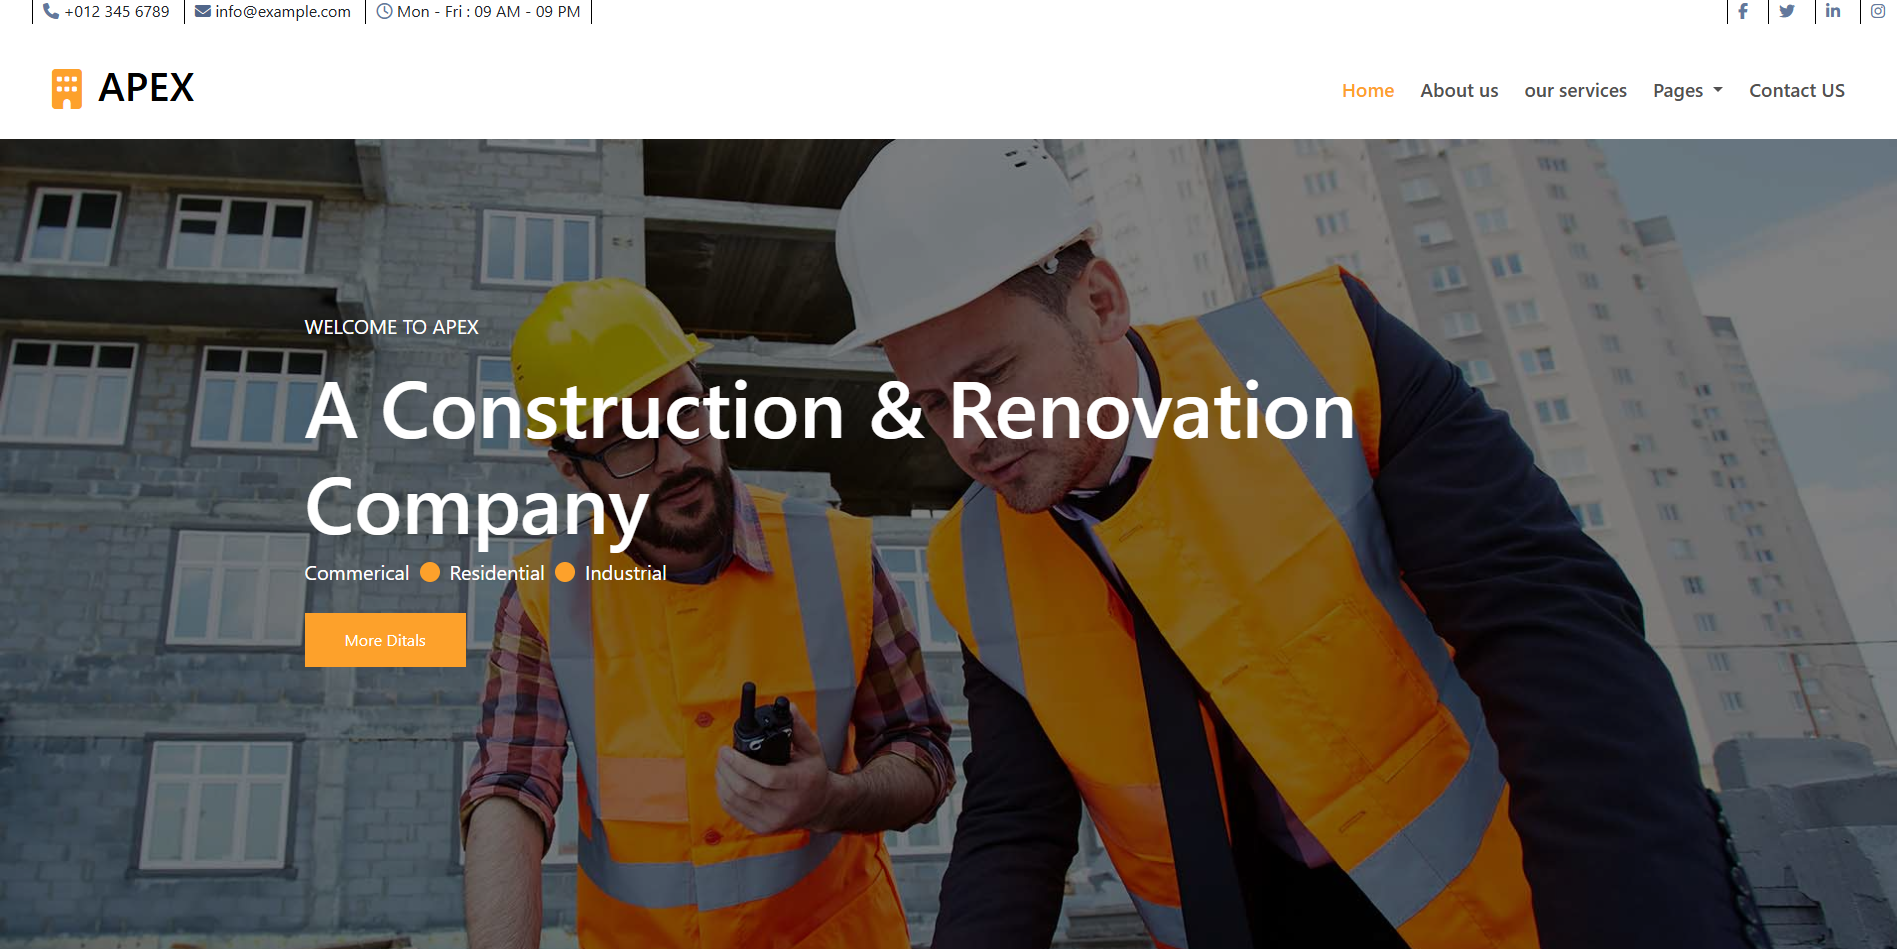 +012 345 6789 info@example.com Mon - Fri : 09 AM - 09 PM
APEX
Home About us our services Pages Contact US
WELCOME TO APEX
A Construction & Renovation
Company
Commerical Residential Industrial
More Ditals